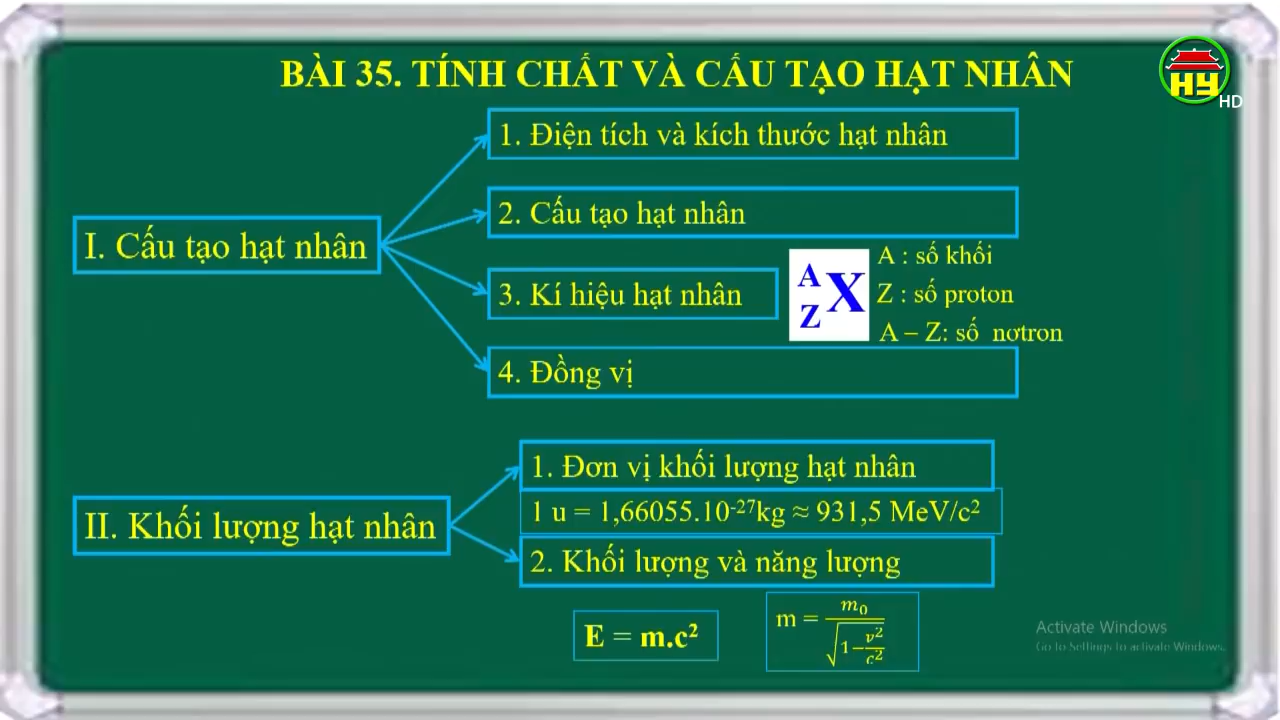 BÀI 35. TÍNH CHẤT VÀ CẤU TẠO HẠT NHÂN
HY
HD
I. Cấu tạo hạt nhân
1. Điện tích và kích thước hạt nhân
2. Cấu tạo hạt nhân
3. Kí hiệu hạt nhân
A
Z X
A : số khối
Z : số proton
A – Z: số nơtron
4. Đồng vị
II. Khối lượng hạt nhân
1. Đơn vị khối lượng hạt nhân
1 u = 1,66055.10⁻²⁷kg ≈ 931,5 MeV/c²
2. Khối lượng và năng lượng
E = m.c²
m = m₀ / √(1−v²/c²)
Activate Windows
Go to Settings to activate Windows.